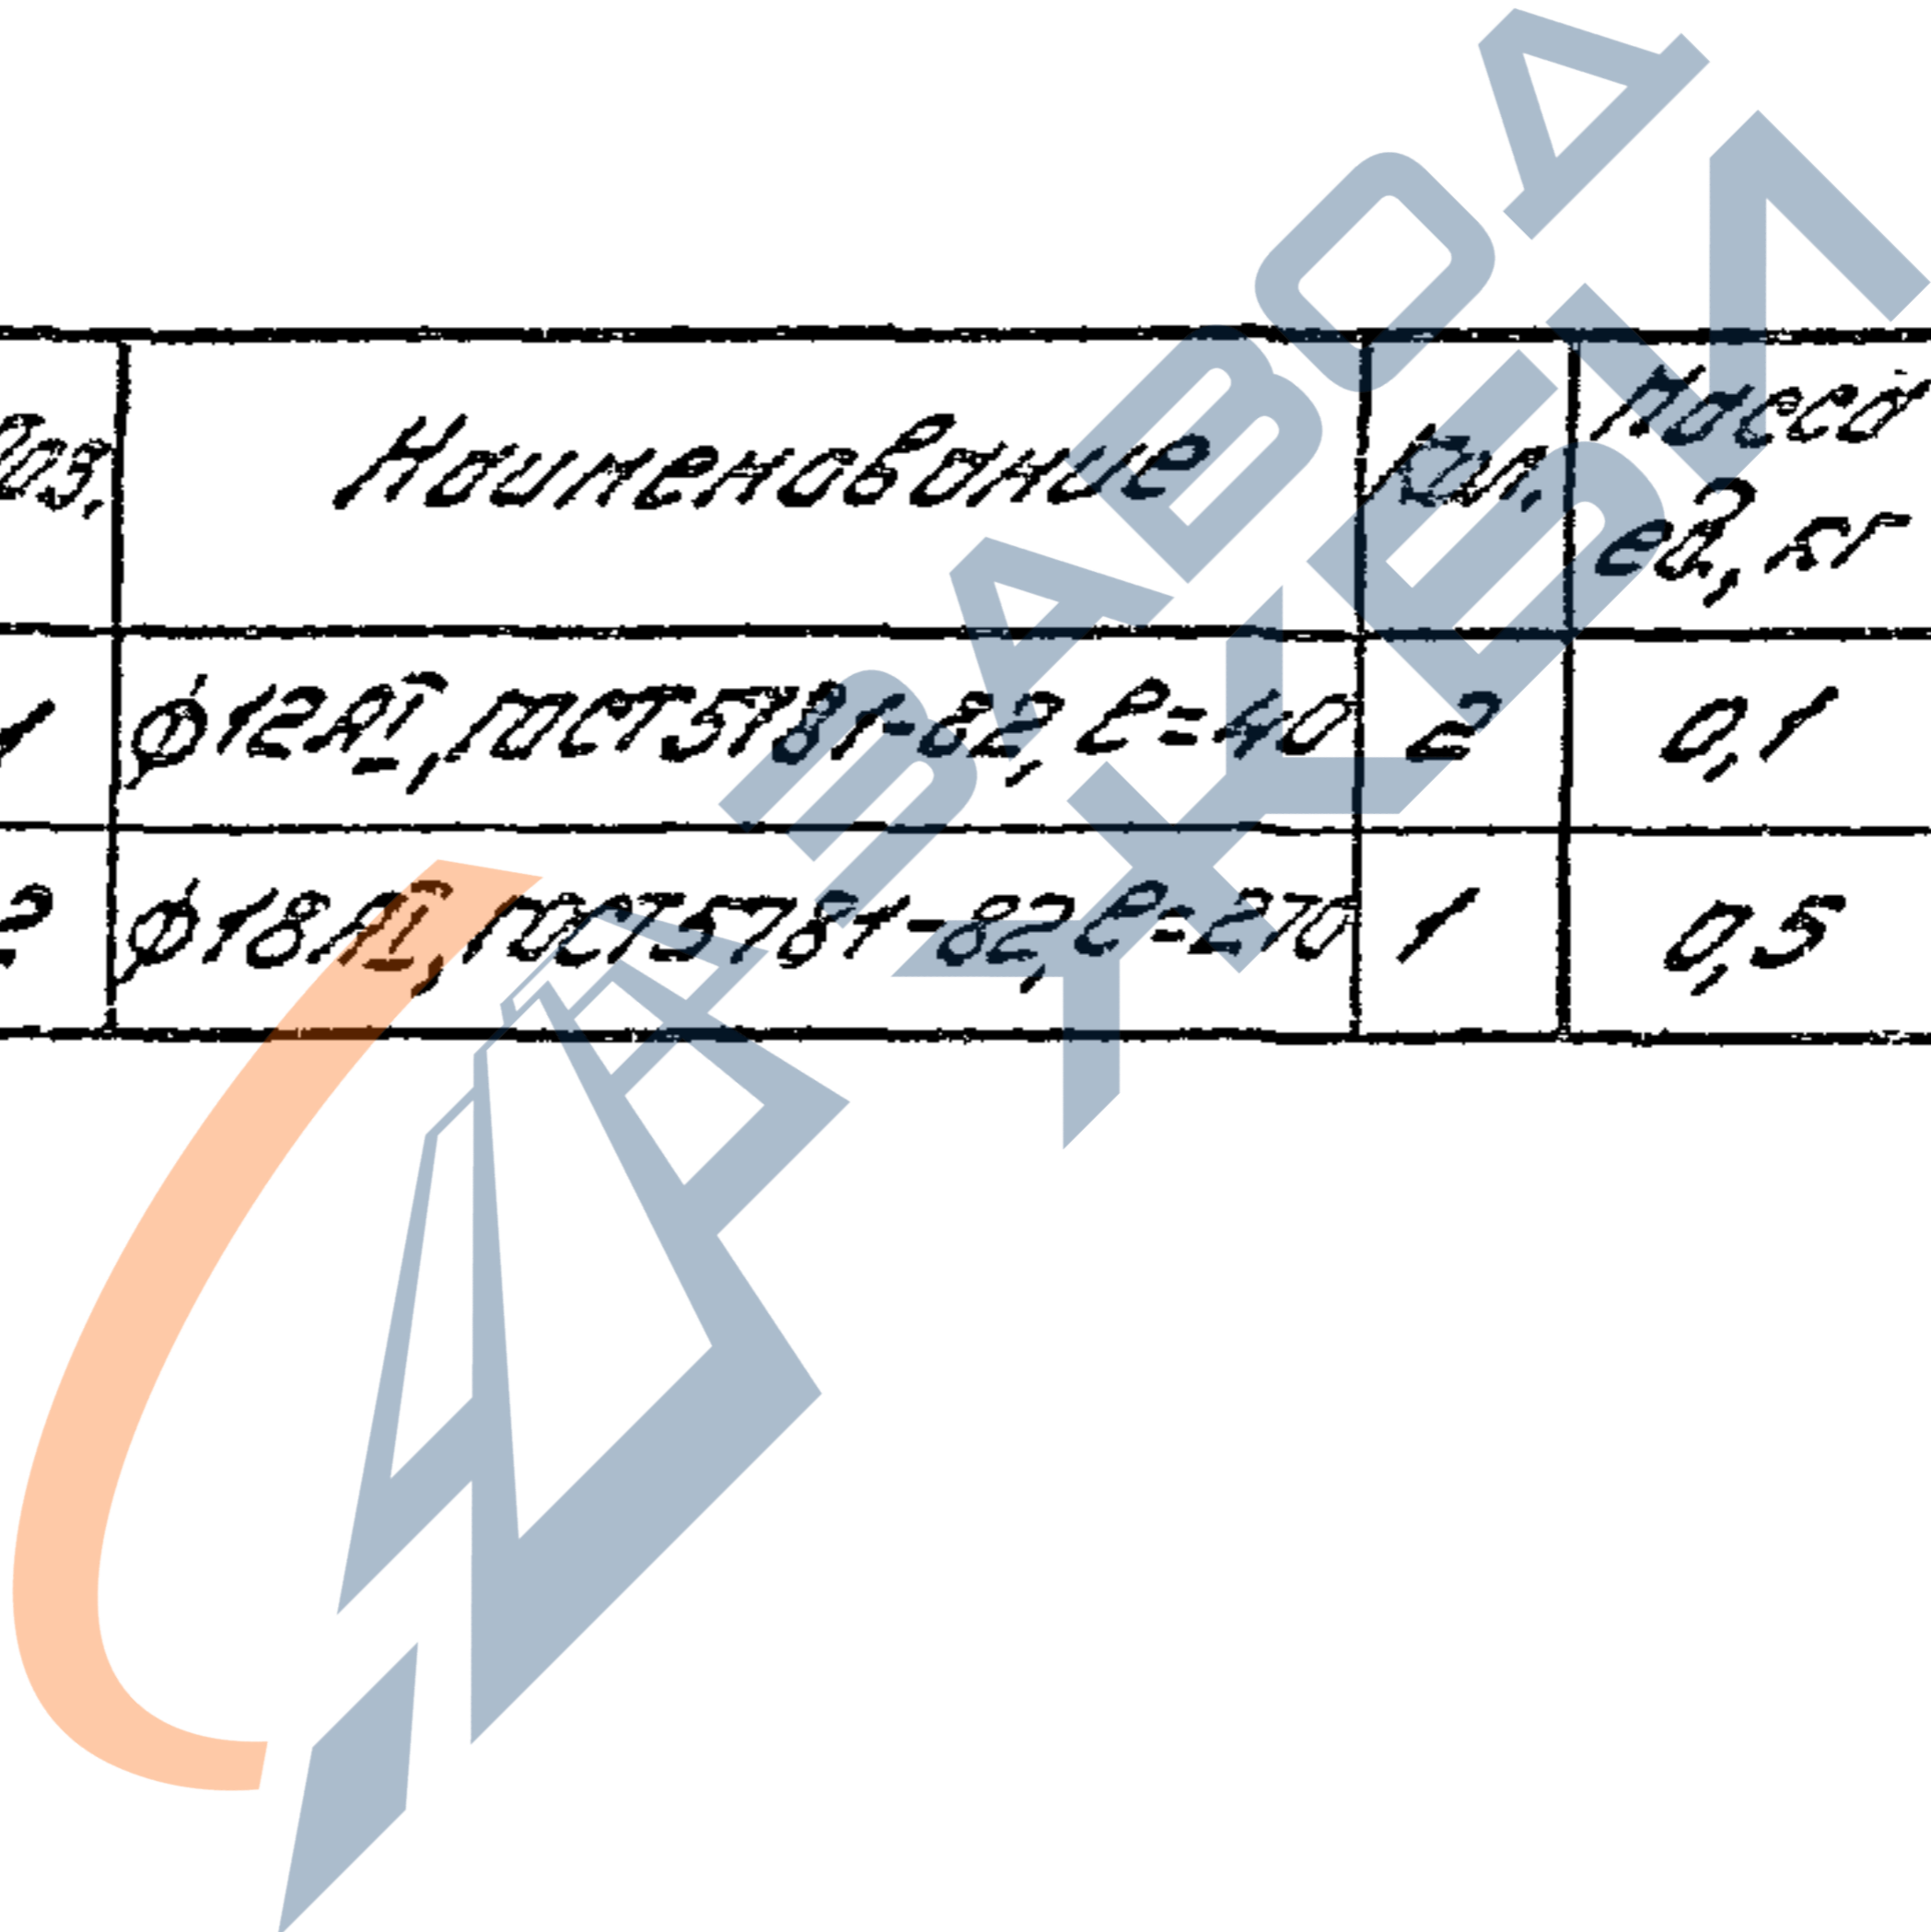 Поз,
Наименование
Кол,
Масса
ед, кг
1
ф12АI, ГОСТ5781-82, ℓ=40
2
0,1
2
ф18АI, ГОСТ5781-82, ℓ=270
1
0,5
ЗАВОД